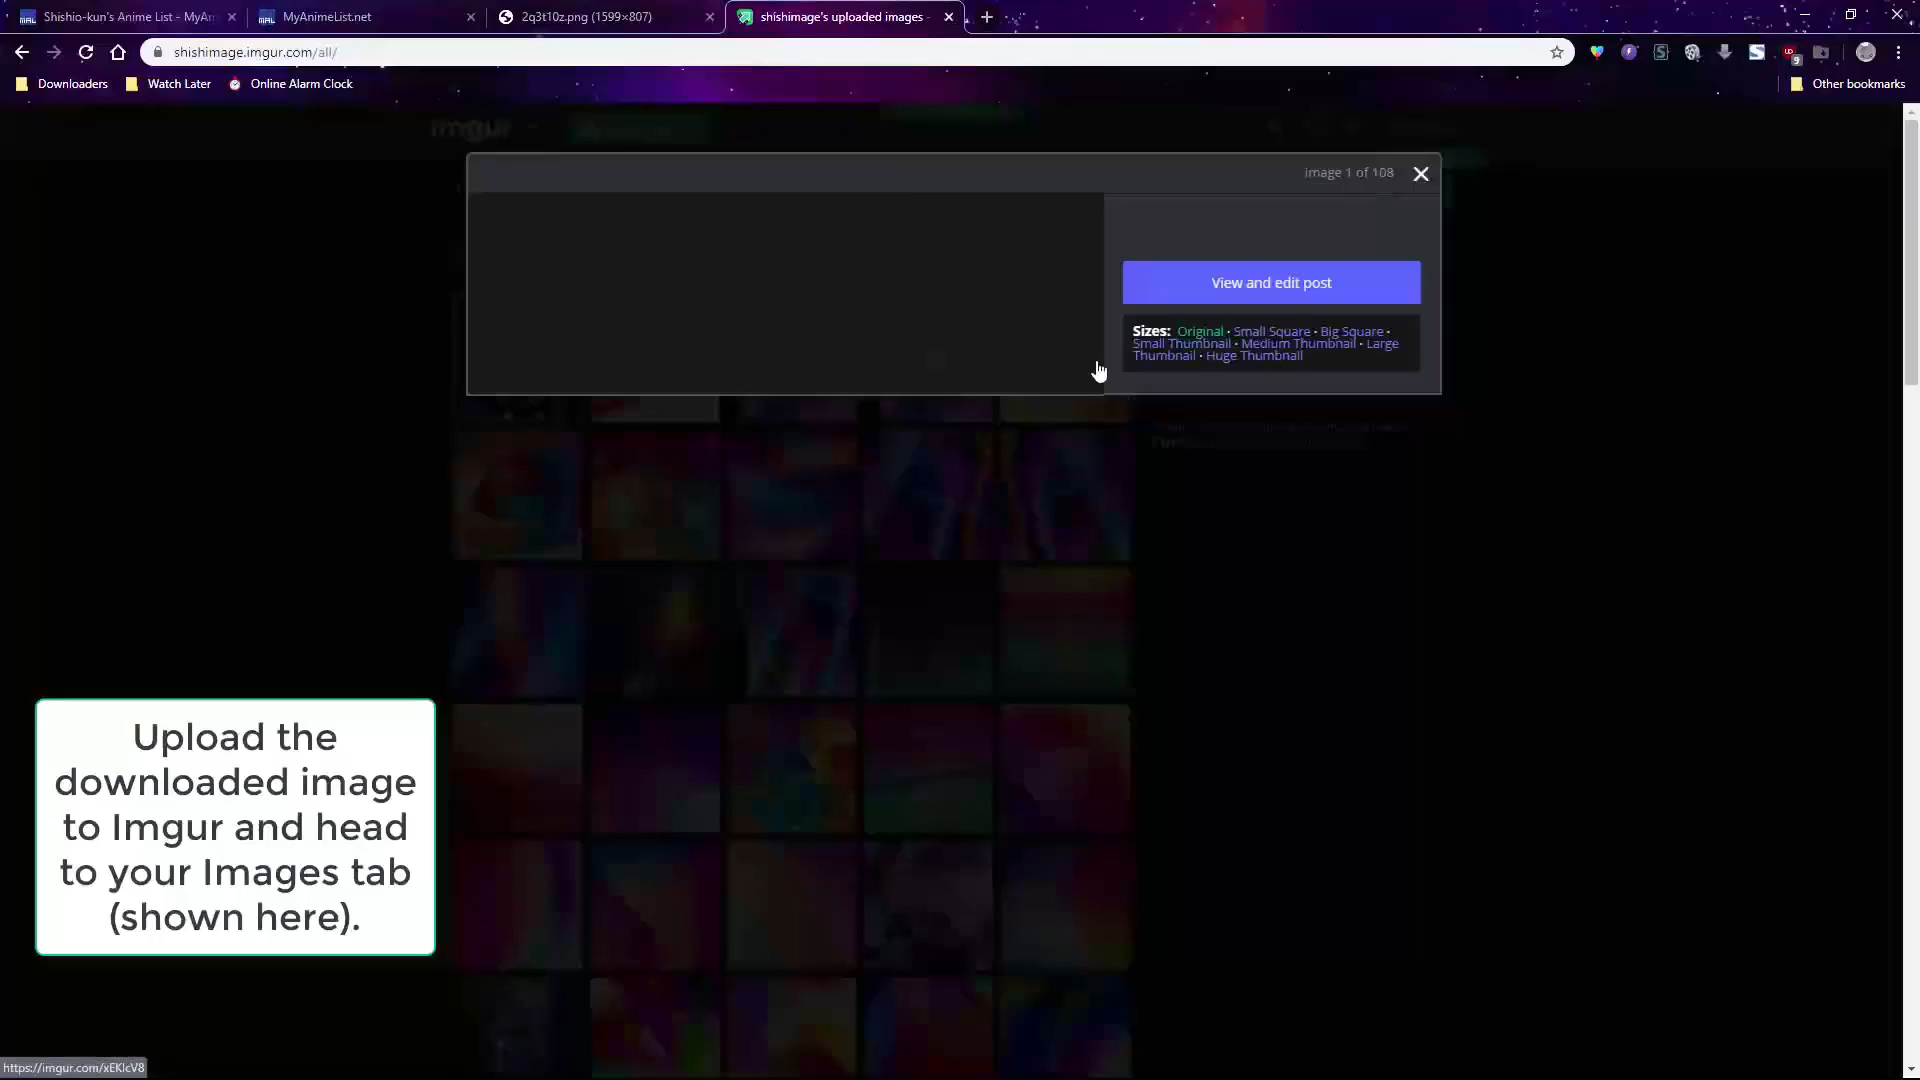 Shishio-kun's Anime List - MyAn
MyAnimeList.net
2q3t10z.png (1599×807)
shishimage's uploaded images -
shishimage.imgur.com/all/
9
Downloaders
Watch Later
Online Alarm Clock
Other bookmarks
imgur
image 1 of 108
View and edit post
Sizes: Original • Small Square • Big Square •
Small Thumbnail • Medium Thumbnail • Large
Thumbnail • Huge Thumbnail
Upload the
downloaded image
to Imgur and head
to your Images tab
(shown here).
https://imgur.com/xEKlcV8